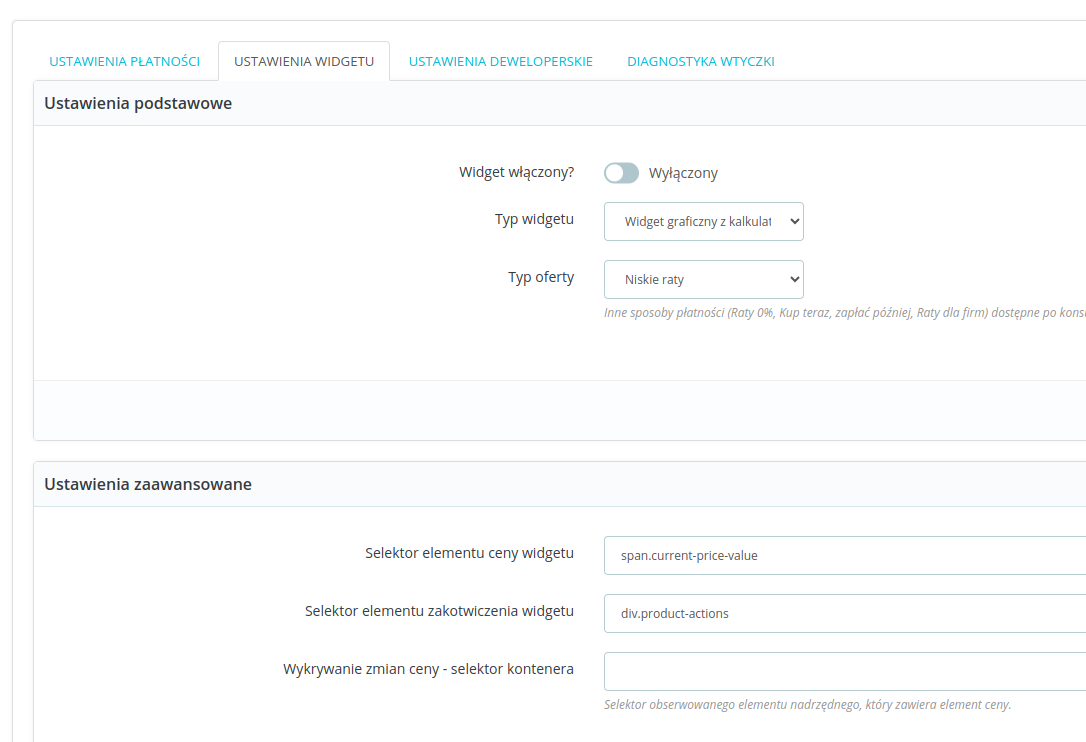 USTAWIENIA PŁATNOŚCI USTAWIENIA WIDGETU USTAWIENIA DEWELOPERSKIE DIAGNOSTYKA WTYCZKI
Ustawienia podstawowe
Widget włączony? Wyłączony
Typ widgetu Widget graficzny z kalkulat
Typ oferty Niskie raty
Inne sposoby płatności (Raty 0%, Kup teraz, zapłać później, Raty dla firm) dostępne po kons
Ustawienia zaawansowane
Selektor elementu ceny widgetu span.current-price-value
Selektor elementu zakotwiczenia widgetu div.product-actions
Wykrywanie zmian ceny - selektor kontenera
Selektor obserwowanego elementu nadrzędnego, który zawiera element ceny.